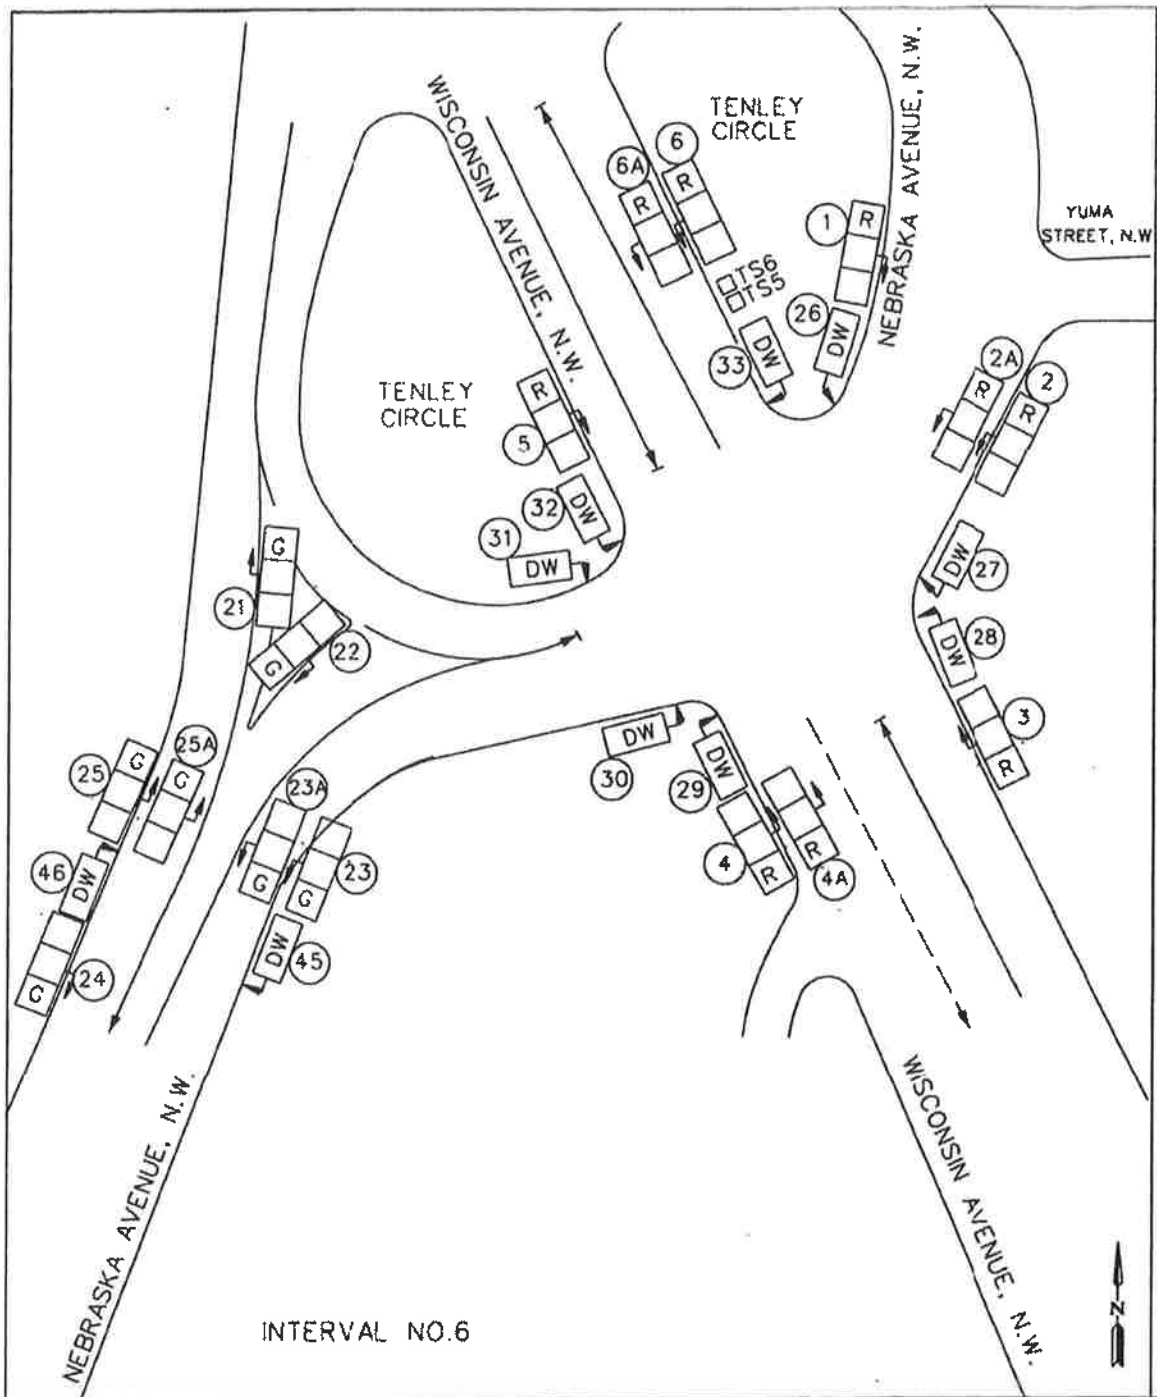 WISCONSIN AVENUE, N.W.
TENLEY
CIRCLE
NEBRASKA AVENUE, N.W.
YUMA
STREET, N.W
6A
R
6
R
1
R
TS6
TS5
26
DW
33
DW
2A
R
2
R
TENLEY
CIRCLE
R
5
32
DW
31
DW
DW
27
28
DW
3
R
G
21
22
G
25
G
25A
G
23A
G
23
G
46
DW
24
G
DW
45
DW
30
DW
29
4
R
4A
R
NEBRASKA AVENUE, N.W.
WISCONSIN AVENUE, N.W.
N
INTERVAL NO.6